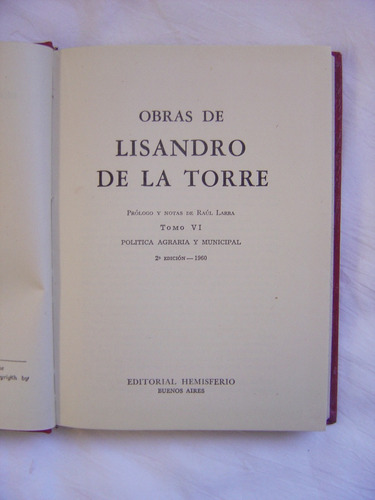 OBRAS DE
LISANDRO
DE LA TORRE
PRÓLOGO Y NOTAS DE RAÚL LARRA
TOMO VI
POLITICA AGRARIA Y MUNICIPAL
2ª EDICIÓN — 1960
EDITORIAL HEMISFERIO
BUENOS AIRES